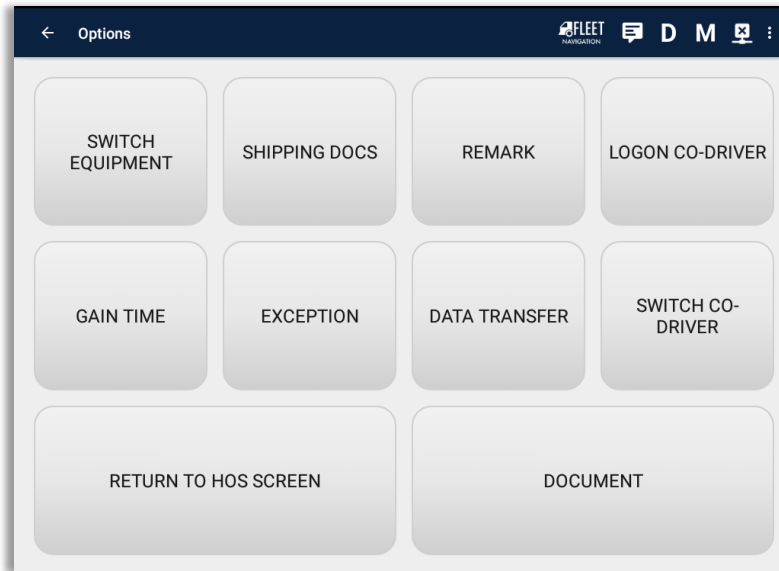 Options
FLEET
NAVIGATION
D M
SWITCH
EQUIPMENT
SHIPPING DOCS
REMARK
LOGON CO-DRIVER
GAIN TIME
EXCEPTION
DATA TRANSFER
SWITCH CO-
DRIVER
RETURN TO HOS SCREEN
DOCUMENT